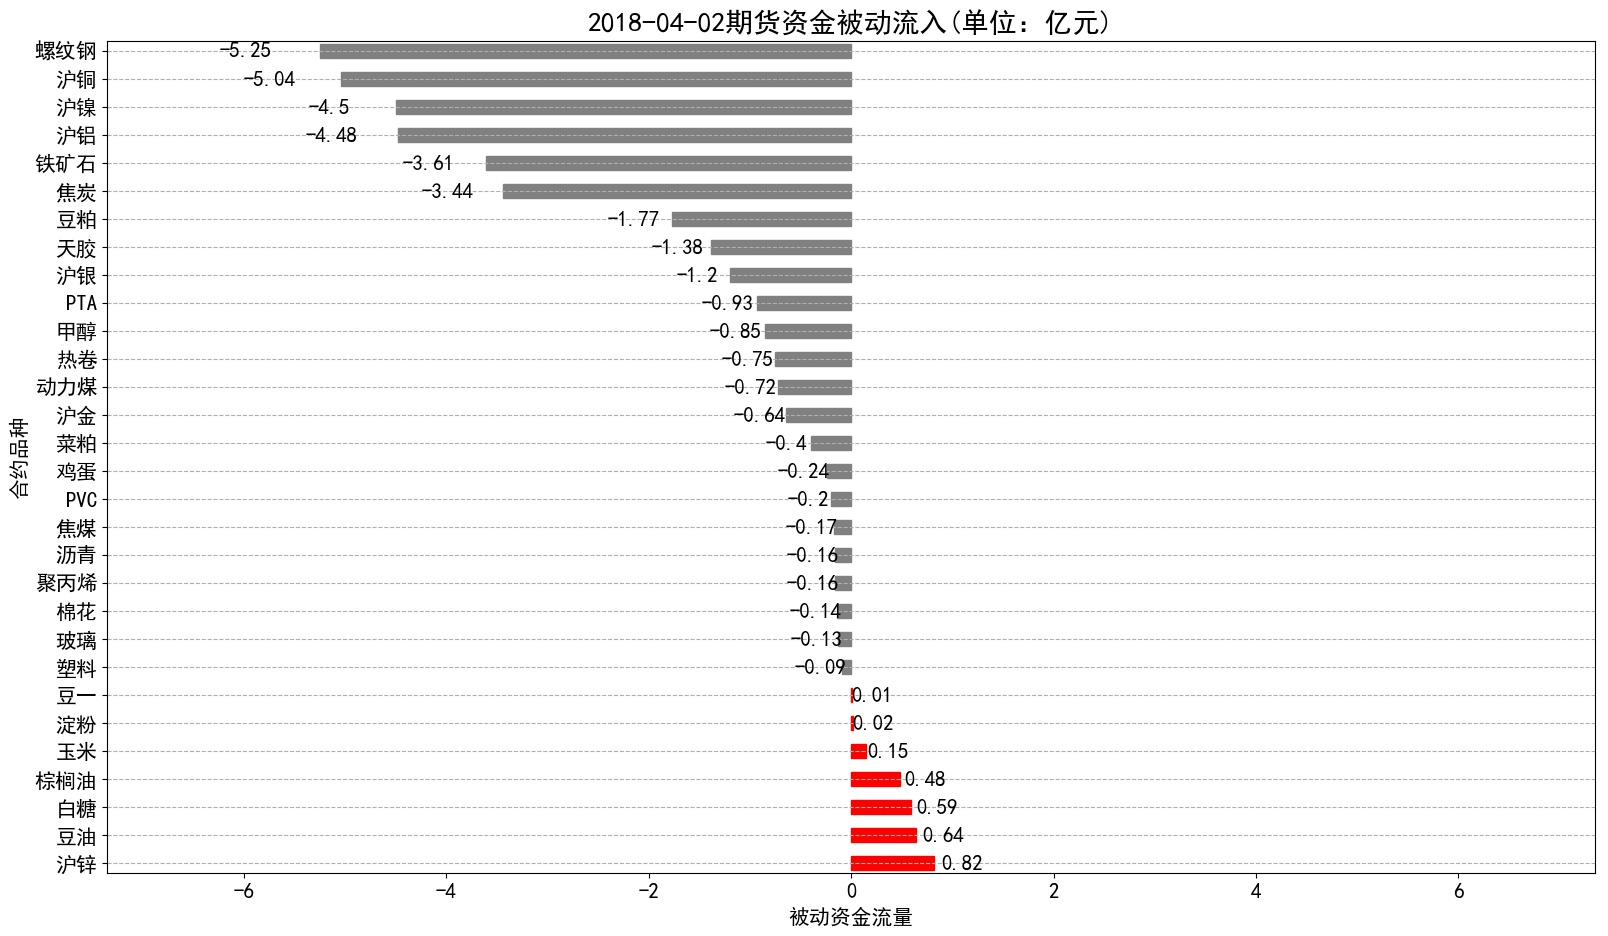 2018-04-02期货资金被动流入(单位：亿元)
螺纹钢 -5.25
沪铜 -5.04
沪镍 -4.5
沪铝 -4.48
铁矿石 -3.61
焦炭 -3.44
豆粕 -1.77
天胶 -1.38
沪银 -1.2
PTA -0.93
甲醇 -0.85
热卷 -0.75
动力煤 -0.72
沪金 -0.64
菜粕 -0.4
鸡蛋 -0.24
PVC -0.2
焦煤 -0.17
沥青 -0.16
聚丙烯 -0.16
棉花 -0.14
玻璃 -0.13
塑料 -0.09
豆一 0.01
淀粉 0.02
玉米 0.15
棕榈油 0.48
白糖 0.59
豆油 0.64
沪锌 0.82
合约品种
-6 -4 -2 0 2 4 6
被动资金流量